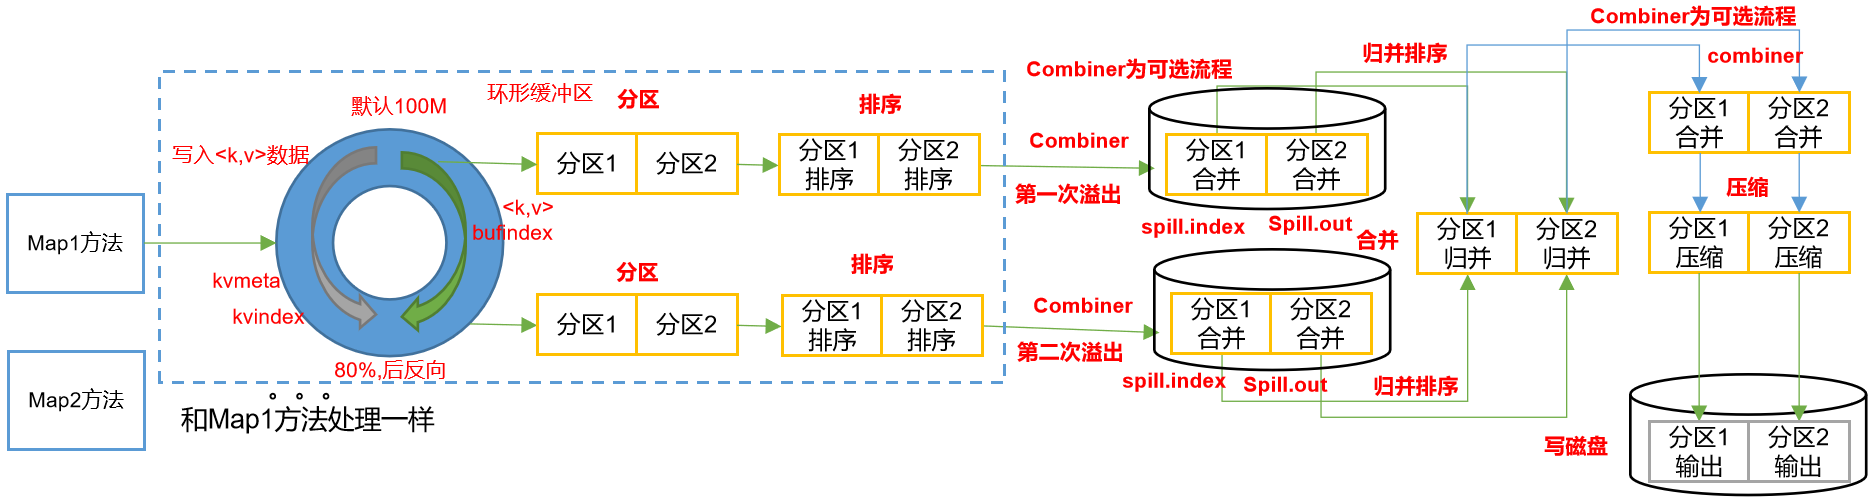 Map1方法
Map2方法
写入<k,v>数据
默认100M
环形缓冲区
<k,v>
bufindex
kvmeta
kvindex
80%,后反向
。。。
和Map1方法处理一样
分区
分区1
分区2
排序
分区1
排序
分区2
排序
分区
分区1
分区2
排序
分区1
排序
分区2
排序
Combiner为可选流程
Combiner
第一次溢出
分区1
合并
分区2
合并
spill.index
Spill.out
Combiner
第二次溢出
分区1
合并
分区2
合并
spill.index
Spill.out
归并排序
合并
分区1
归并
分区2
归并
归并排序
Combiner为可选流程
combiner
分区1
合并
分区2
合并
压缩
分区1
压缩
分区2
压缩
写磁盘
分区1
输出
分区2
输出